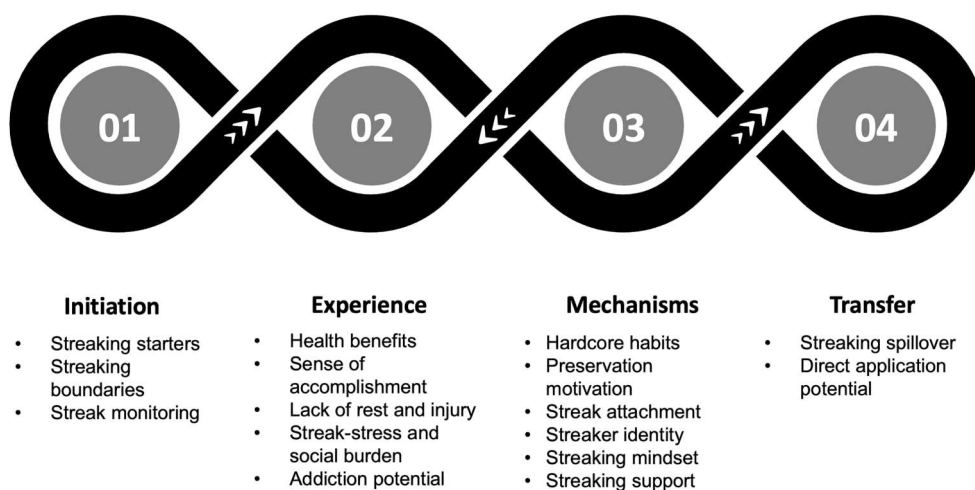 01
02
03
04
Initiation
• Streaking starters
• Streaking
boundaries
• Streak monitoring
Experience
• Health benefits
• Sense of
accomplishment
• Lack of rest and injury
• Streak-stress and
social burden
• Addiction potential
Mechanisms
• Hardcore habits
• Preservation
motivation
• Streak attachment
• Streaker identity
• Streaking mindset
• Streaking support
Transfer
• Streaking spillover
• Direct application
potential